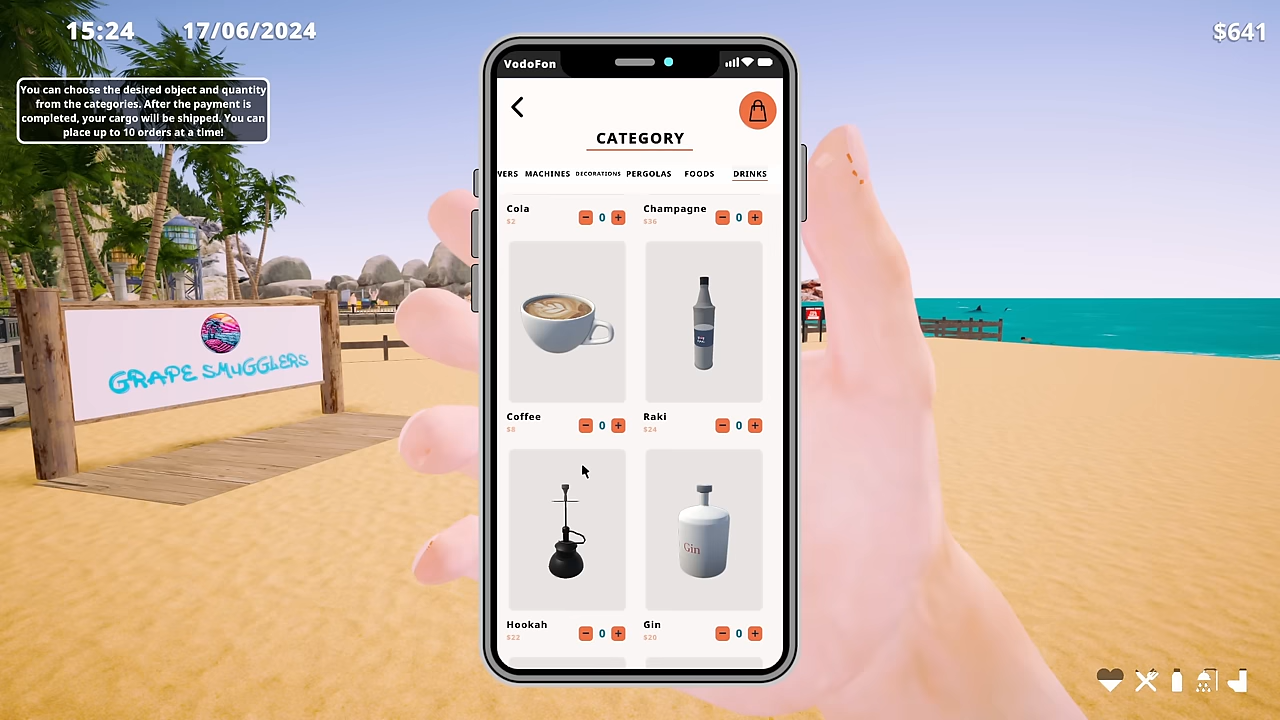 15:24 17/06/2024
$641
You can choose the desired object and quantity
from the categories. After the payment is
completed, your cargo will be shipped. You can
place up to 10 orders at a time!
GRAPE SMUGGLERS
VodoFon
CATEGORY
WERS MACHINES DECORATIONS PERGOLAS FOODS DRINKS
Cola
$2
- 0 +
Champagne
$36
- 0 +
Coffee
$8
- 0 +
Raki
$24
- 0 +
Hookah
$22
- 0 +
Gin
Gin
$20
- 0 +